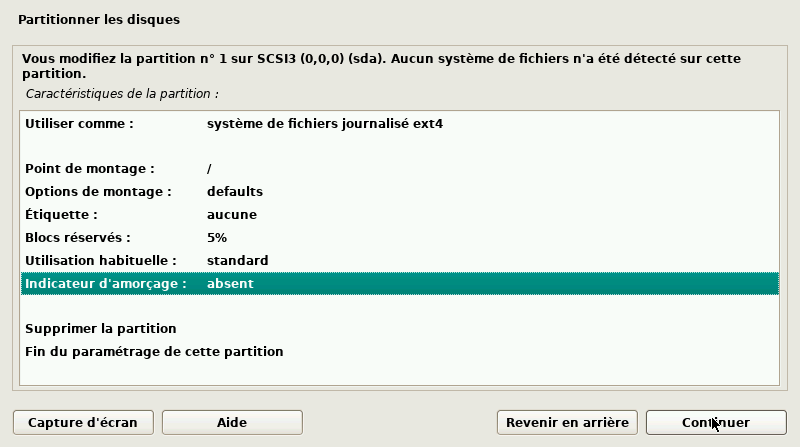 Partitionner les disques
Vous modifiez la partition n° 1 sur SCSI3 (0,0,0) (sda). Aucun système de fichiers n'a été détecté sur cette
partition.
Caractéristiques de la partition :
Utiliser comme : système de fichiers journalisé ext4
Point de montage : /
Options de montage : defaults
Étiquette : aucune
Blocs réservés : 5%
Utilisation habituelle : standard
Indicateur d'amorçage : absent
Supprimer la partition
Fin du paramétrage de cette partition
Capture d'écran Aide Revenir en arrière Continuer